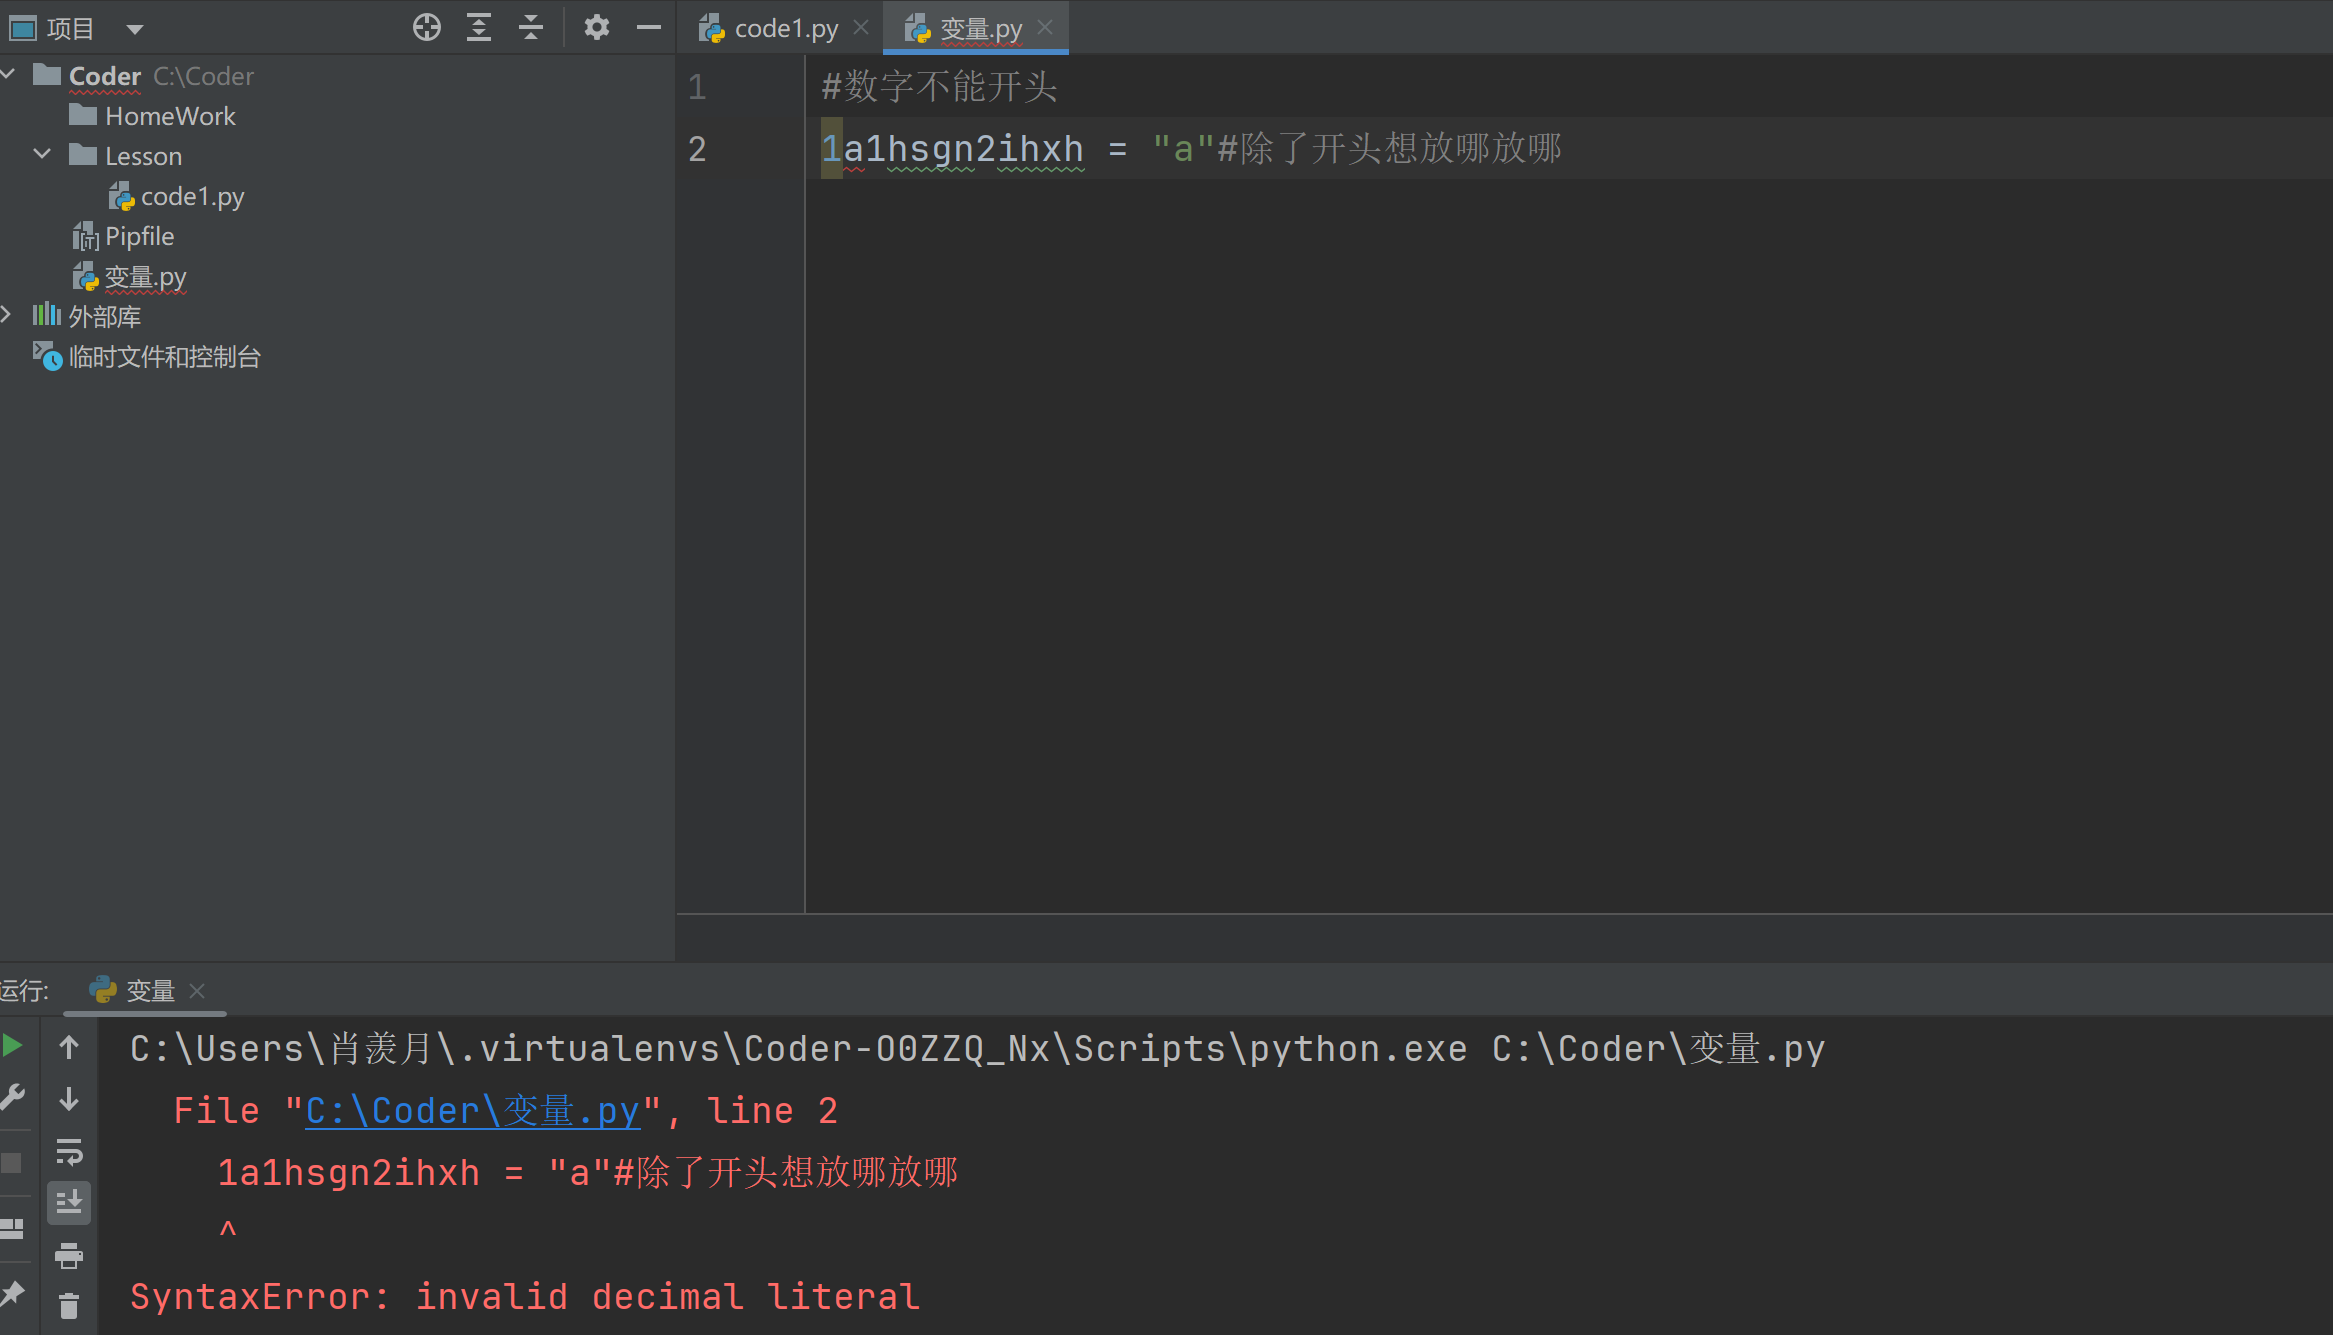 项目
code1.py
变量.py
Coder C:\Coder
HomeWork
Lesson
code1.py
Pipfile
变量.py
外部库
临时文件和控制台
1 #数字不能开头
2 1a1hsgn2ihxh = "a"#除了开头想放哪放哪
运行: 变量
C:\Users\肖羡月\.virtualenvs\Coder-O0ZZQ_Nx\Scripts\python.exe C:\Coder\变量.py
File "C:\Coder\变量.py", line 2
1a1hsgn2ihxh = "a"#除了开头想放哪放哪
^
SyntaxError: invalid decimal literal